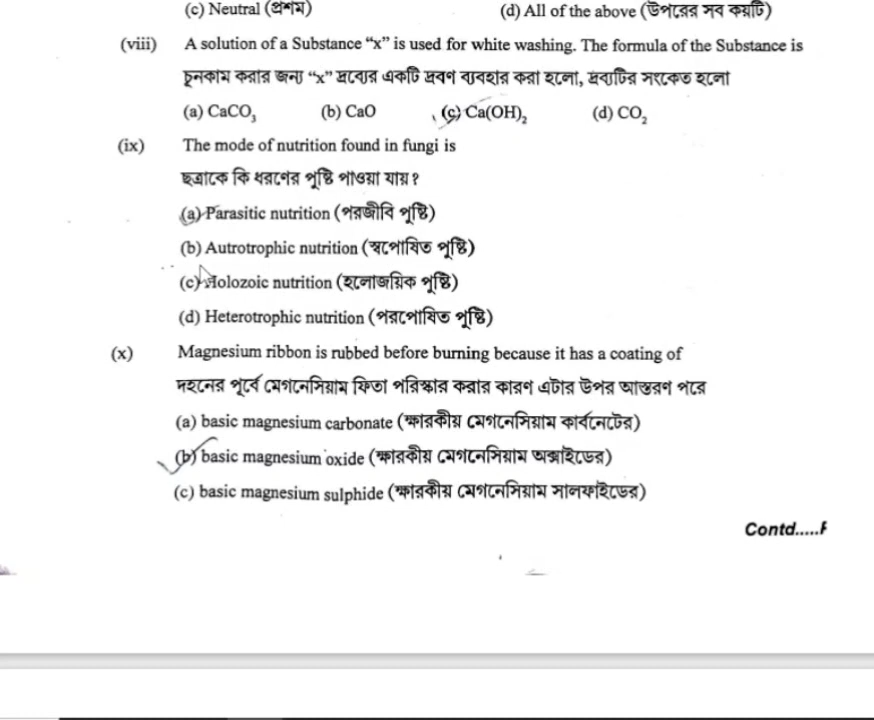 (c) Neutral (প্রশম) (d) All of the above (উপরের সব কয়টি)
(viii) A solution of a Substance “x” is used for white washing. The formula of the Substance is
চুনকাম করার জন্য “x” দ্রব্যের একটি দ্রবণ ব্যবহার করা হলো, দ্রব্যটির সংকেত হলো
(a) CaCO₃ (b) CaO (c) Ca(OH)₂ (d) CO₂
(ix) The mode of nutrition found in fungi is
ছত্রাকে কি ধরণের পুষ্টি পাওয়া যায় ?
(a) Parasitic nutrition (পরজীবি পুষ্টি)
(b) Autrotrophic nutrition (স্বপোষিত পুষ্টি)
(c) Holozoic nutrition (হলোজয়িক পুষ্টি)
(d) Heterotrophic nutrition (পরপোষিত পুষ্টি)
(x) Magnesium ribbon is rubbed before burning because it has a coating of
দহনের পূর্বে মেগনেসিয়াম ফিতা পরিস্কার করার কারণ এটার উপর আস্তরণ পরে
(a) basic magnesium carbonate (ক্ষারকীয় মেগনেসিয়াম কার্বনেটের)
(b) basic magnesium oxide (ক্ষারকীয় মেগনেসিয়াম অক্সাইডের)
(c) basic magnesium sulphide (ক্ষারকীয় মেগনেসিয়াম সালফাইডের)
Contd.....